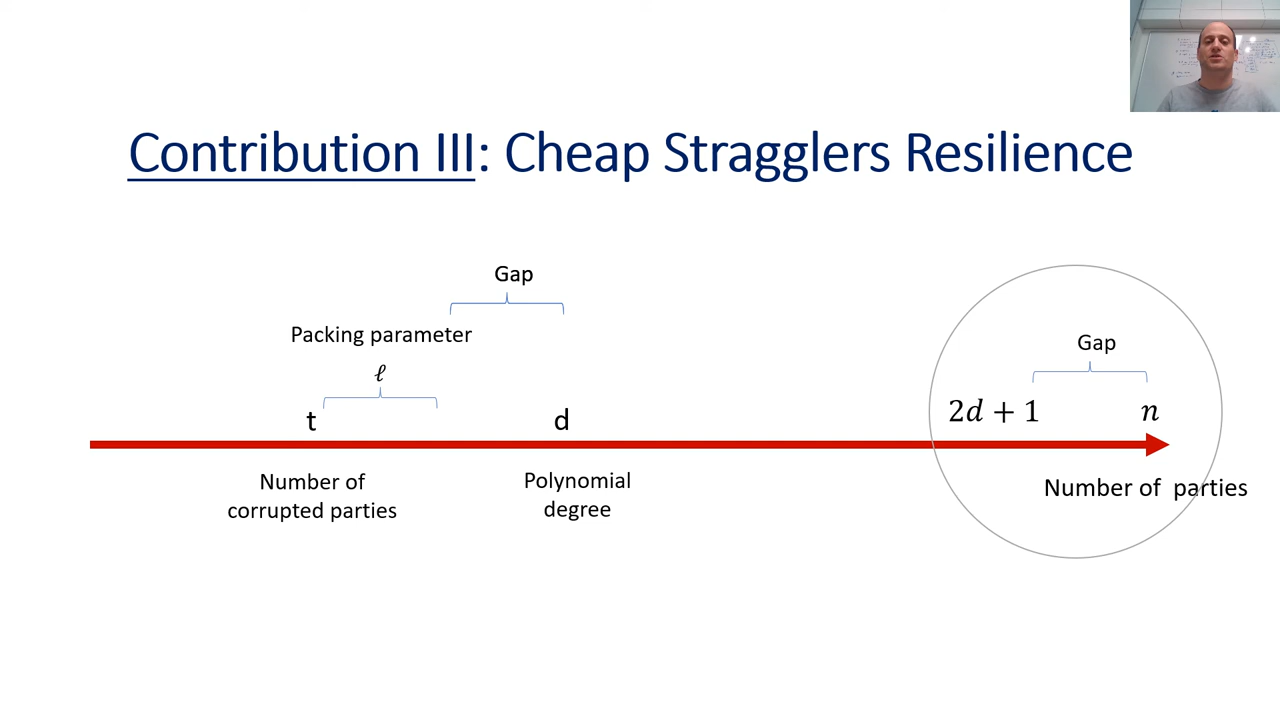 Contribution III: Cheap Stragglers Resilience
Gap
Packing parameter
ℓ
t
d
Number of
corrupted parties
Polynomial
degree
Gap
2d + 1
n
Number of parties